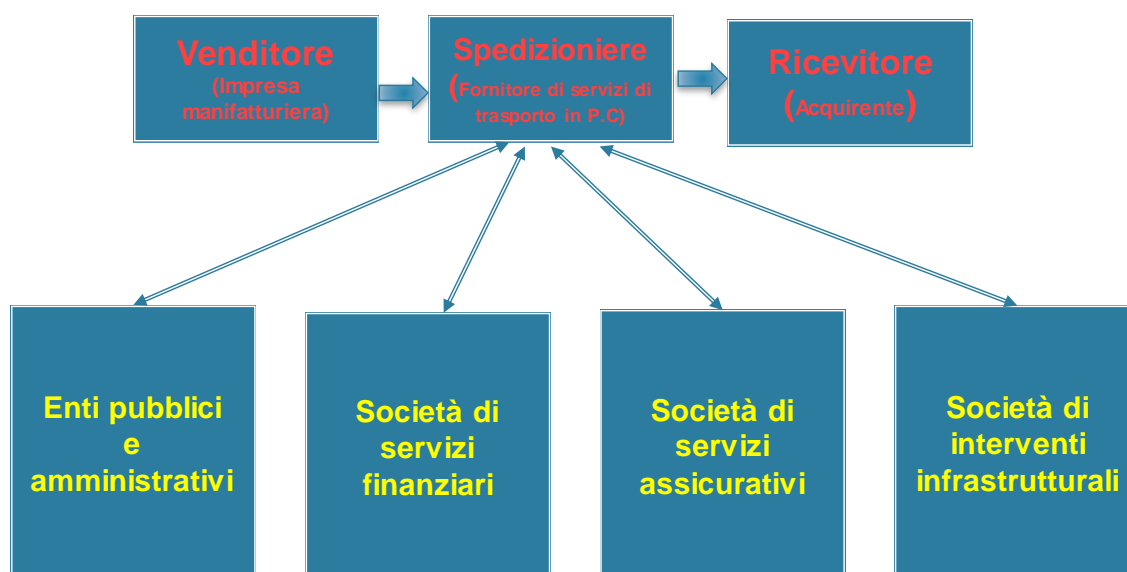 Venditore
(Impresa
manifatturiera)
Spedizioniere
(Fornitore di servizi di
trasporto in P.C)
Ricevitore
(Acquirente)
Enti pubblici
e
amministrativi
Società di
servizi
finanziari
Società di
servizi
assicurativi
Società di
interventi
infrastrutturali